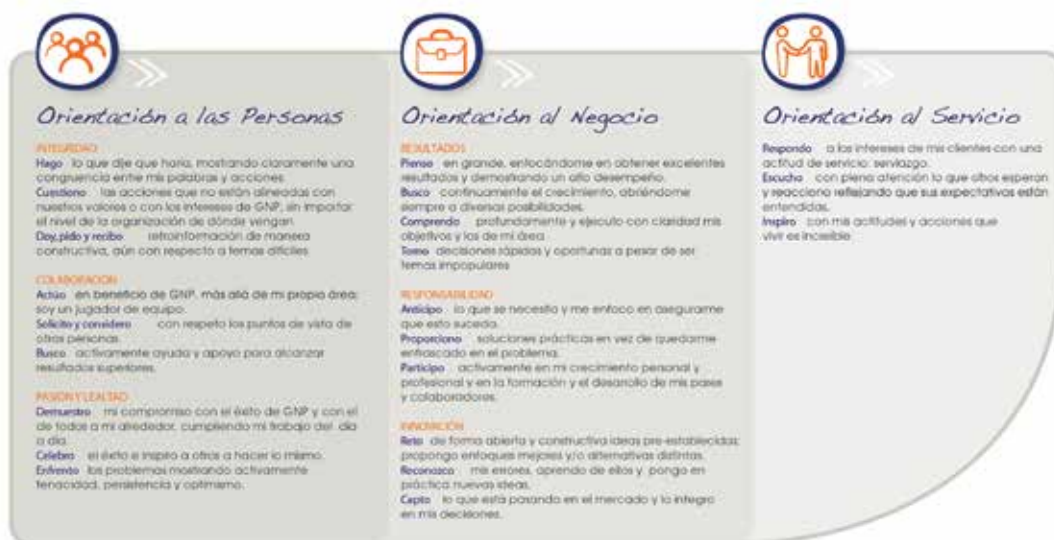 Orientación a las Personas
INTEGRIDAD
Hago lo que dije que haría, mostrando claramente una
congruencia entre mis palabras y acciones.
Cuestiono las acciones que no están alineadas con
nuestros valores o con los intereses de GNP, sin importar
el nivel de la organización de dónde vengan.
Doy, pido y recibo retroinformación de manera
constructiva, aún con respecto a temas difíciles.
COLABORACIÓN
Actúo en beneficio de GNP, más allá de mi propia área;
soy un jugador de equipo.
Solicito y considero con respeto los puntos de vista de
otras personas.
Busco activamente ayuda y apoyo para alcanzar
resultados superiores.
PASIÓN Y LEALTAD
Demuestro mi compromiso con el éxito de GNP y con el
de todos a mi alrededor, cumpliendo mi trabajo del día
a día.
Celebro el éxito e inspiro a otros a hacer lo mismo.
Enfrento los problemas mostrando activamente
tenacidad, persistencia y optimismo.
Orientación al Negocio
RESULTADOS
Pienso en grande, enfocándome en obtener excelentes
resultados y demostrando un alto desempeño.
Busco continuamente el crecimiento, abriéndome
siempre a diversas posibilidades.
Comprendo profundamente y ejecuto con claridad mis
objetivos y los de mi área.
Tomo decisiones rápidas y oportunas a pesar de ser
temas impopulares
RESPONSABILIDAD
Anticipo lo que se necesita y me enfoco en asegurarme
que esto suceda.
Proporciono soluciones prácticas en vez de quedarme
enfrascado en el problema.
Participo activamente en mi crecimiento personal y
profesional y en la formación y el desarrollo de mis pares
y colaboradores.
INNOVACIÓN
Reto de forma abierta y constructiva ideas pre-establecidas;
propongo enfoques mejores y/o alternativas distintas.
Reconozco mis errores, aprendo de ellos y pongo en
práctica nuevas ideas.
Capto lo que está pasando en el mercado y lo integro
en mis decisiones.
Orientación al Servicio
Respondo a los intereses de mis clientes con una
actitud de servicio: serviazgo.
Escucho con plena atención lo que otros esperan
y reacciono reflejando que sus expectativas están
entendidas.
Inspiro con mis actitudes y acciones que
vivir es increíble